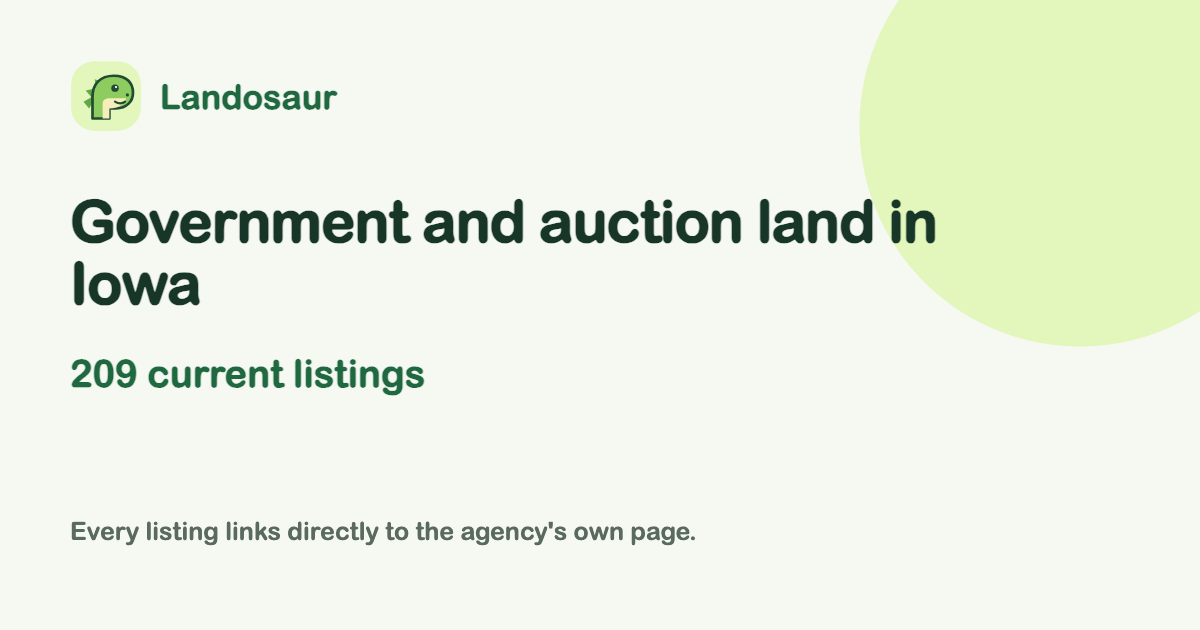 Landosaur
Government and auction land in
Iowa
209 current listings
Every listing links directly to the agency's own page.